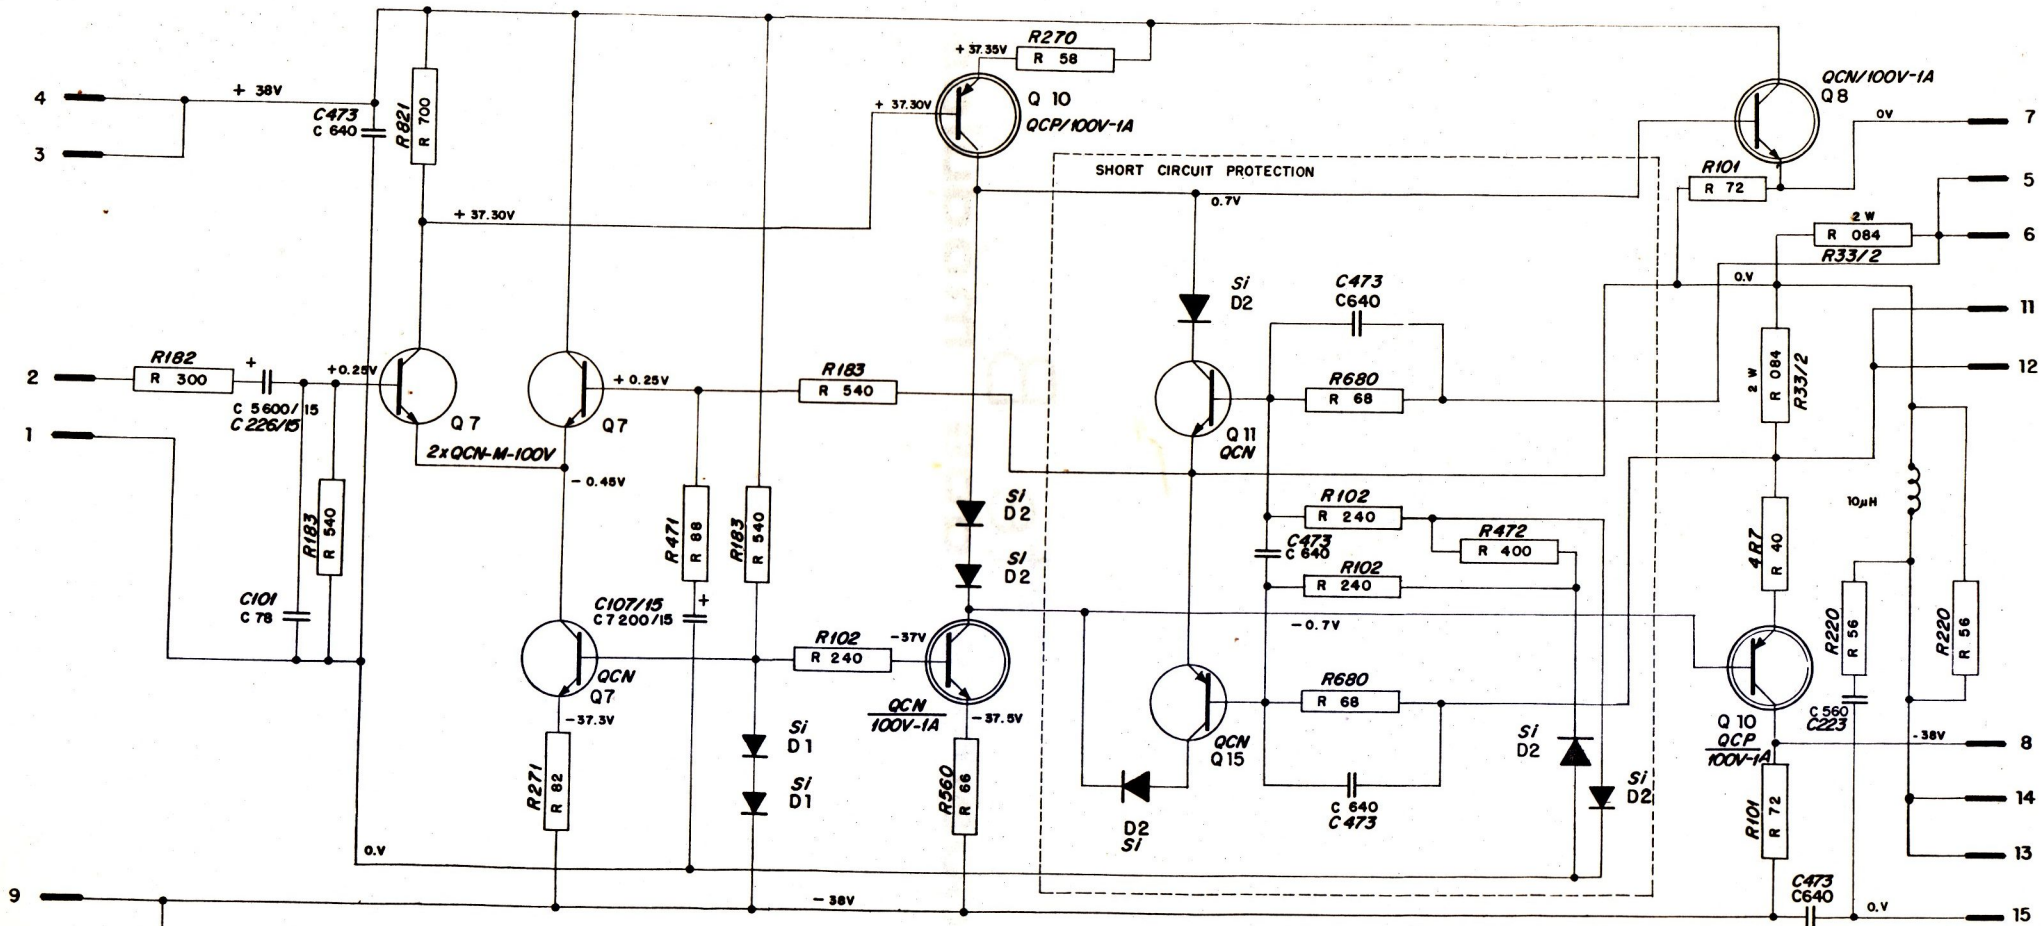 4
3
+ 38V
C473
C 640
R821
R 700
+ 37.30V
+ 37.35V
R270
R 58
+ 37.30V
Q 10
QCP/100V-1A
QCN/100V-1A
Q8
0V
7
5
6
SHORT CIRCUIT PROTECTION
R101
R 72
2 W
R 084
R33/2
0.7V
0.V
Si
D2
C473
C640
11
12
2
1
R182
R 300
+
C 5600/15
C 226/15
+0.25V
Q7
2xQCN-M-100V
+ 0.25V
Q7
- 0.45V
R183
R 540
R680
R 68
Q 11
QCN
2 W
R 084
R33/2
R183
R 540
C101
C 78
R471
R 88
R183
R 540
C107/15
C7200/15
+
Si
D2
Si
D2
R102
R 240
C473
C 640
R472
R 400
R102
R 240
10µH
4R7
R 40
- 0.7V
R220
R 56
R220
R 56
C 560
C223
QCN
Q7
-37.3V
R102
R 240
-37V
QCN
100V-1A
-37.5V
R680
R 68
QCN
Q15
Q 10
QCP
100V-1A
-38V
8
R271
R 82
Si
D1
Si
D1
R560
R 66
D2
Si
C 640
C 473
Si
D2
Si
D2
R101
R 72
14
13
0.V
9
- 38V
C473
C640
0.V
15